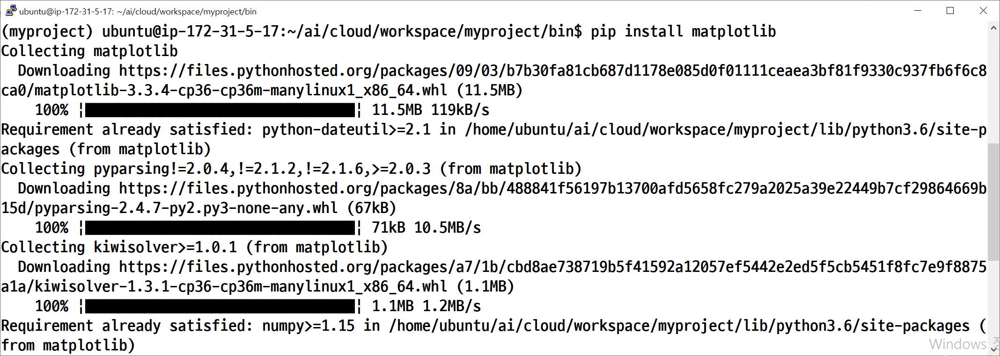 ubuntu@ip-172-31-5-17: ~/ai/cloud/workspace/myproject/bin
(myproject) ubuntu@ip-172-31-5-17:~/ai/cloud/workspace/myproject/bin$ pip install matplotlib
Collecting matplotlib
  Downloading https://files.pythonhosted.org/packages/09/03/b7b30fa81cb687d1178e085d0f01111ceaea3bf81f9330c937fb6f6c8
ca0/matplotlib-3.3.4-cp36-cp36m-manylinux1_x86_64.whl (11.5MB)
    100% |████████████████████████████████| 11.5MB 119kB/s
Requirement already satisfied: python-dateutil>=2.1 in /home/ubuntu/ai/cloud/workspace/myproject/lib/python3.6/site-p
ackages (from matplotlib)
Collecting pyparsing!=2.0.4,!=2.1.2,!=2.1.6,>=2.0.3 (from matplotlib)
  Downloading https://files.pythonhosted.org/packages/8a/bb/488841f56197b13700afd5658fc279a2025a39e22449b7cf29864669b
15d/pyparsing-2.4.7-py2.py3-none-any.whl (67kB)
    100% |████████████████████████████████| 71kB 10.5MB/s
Collecting kiwisolver>=1.0.1 (from matplotlib)
  Downloading https://files.pythonhosted.org/packages/a7/1b/cbd8ae738719b5f41592a12057ef5442e2ed5f5cb5451f8fc7e9f8875
a1a/kiwisolver-1.3.1-cp36-cp36m-manylinux1_x86_64.whl (1.1MB)
    100% |████████████████████████████████| 1.1MB 1.2MB/s
Requirement already satisfied: numpy>=1.15 in /home/ubuntu/ai/cloud/workspace/myproject/lib/python3.6/site-packages (
from matplotlib)
Windows